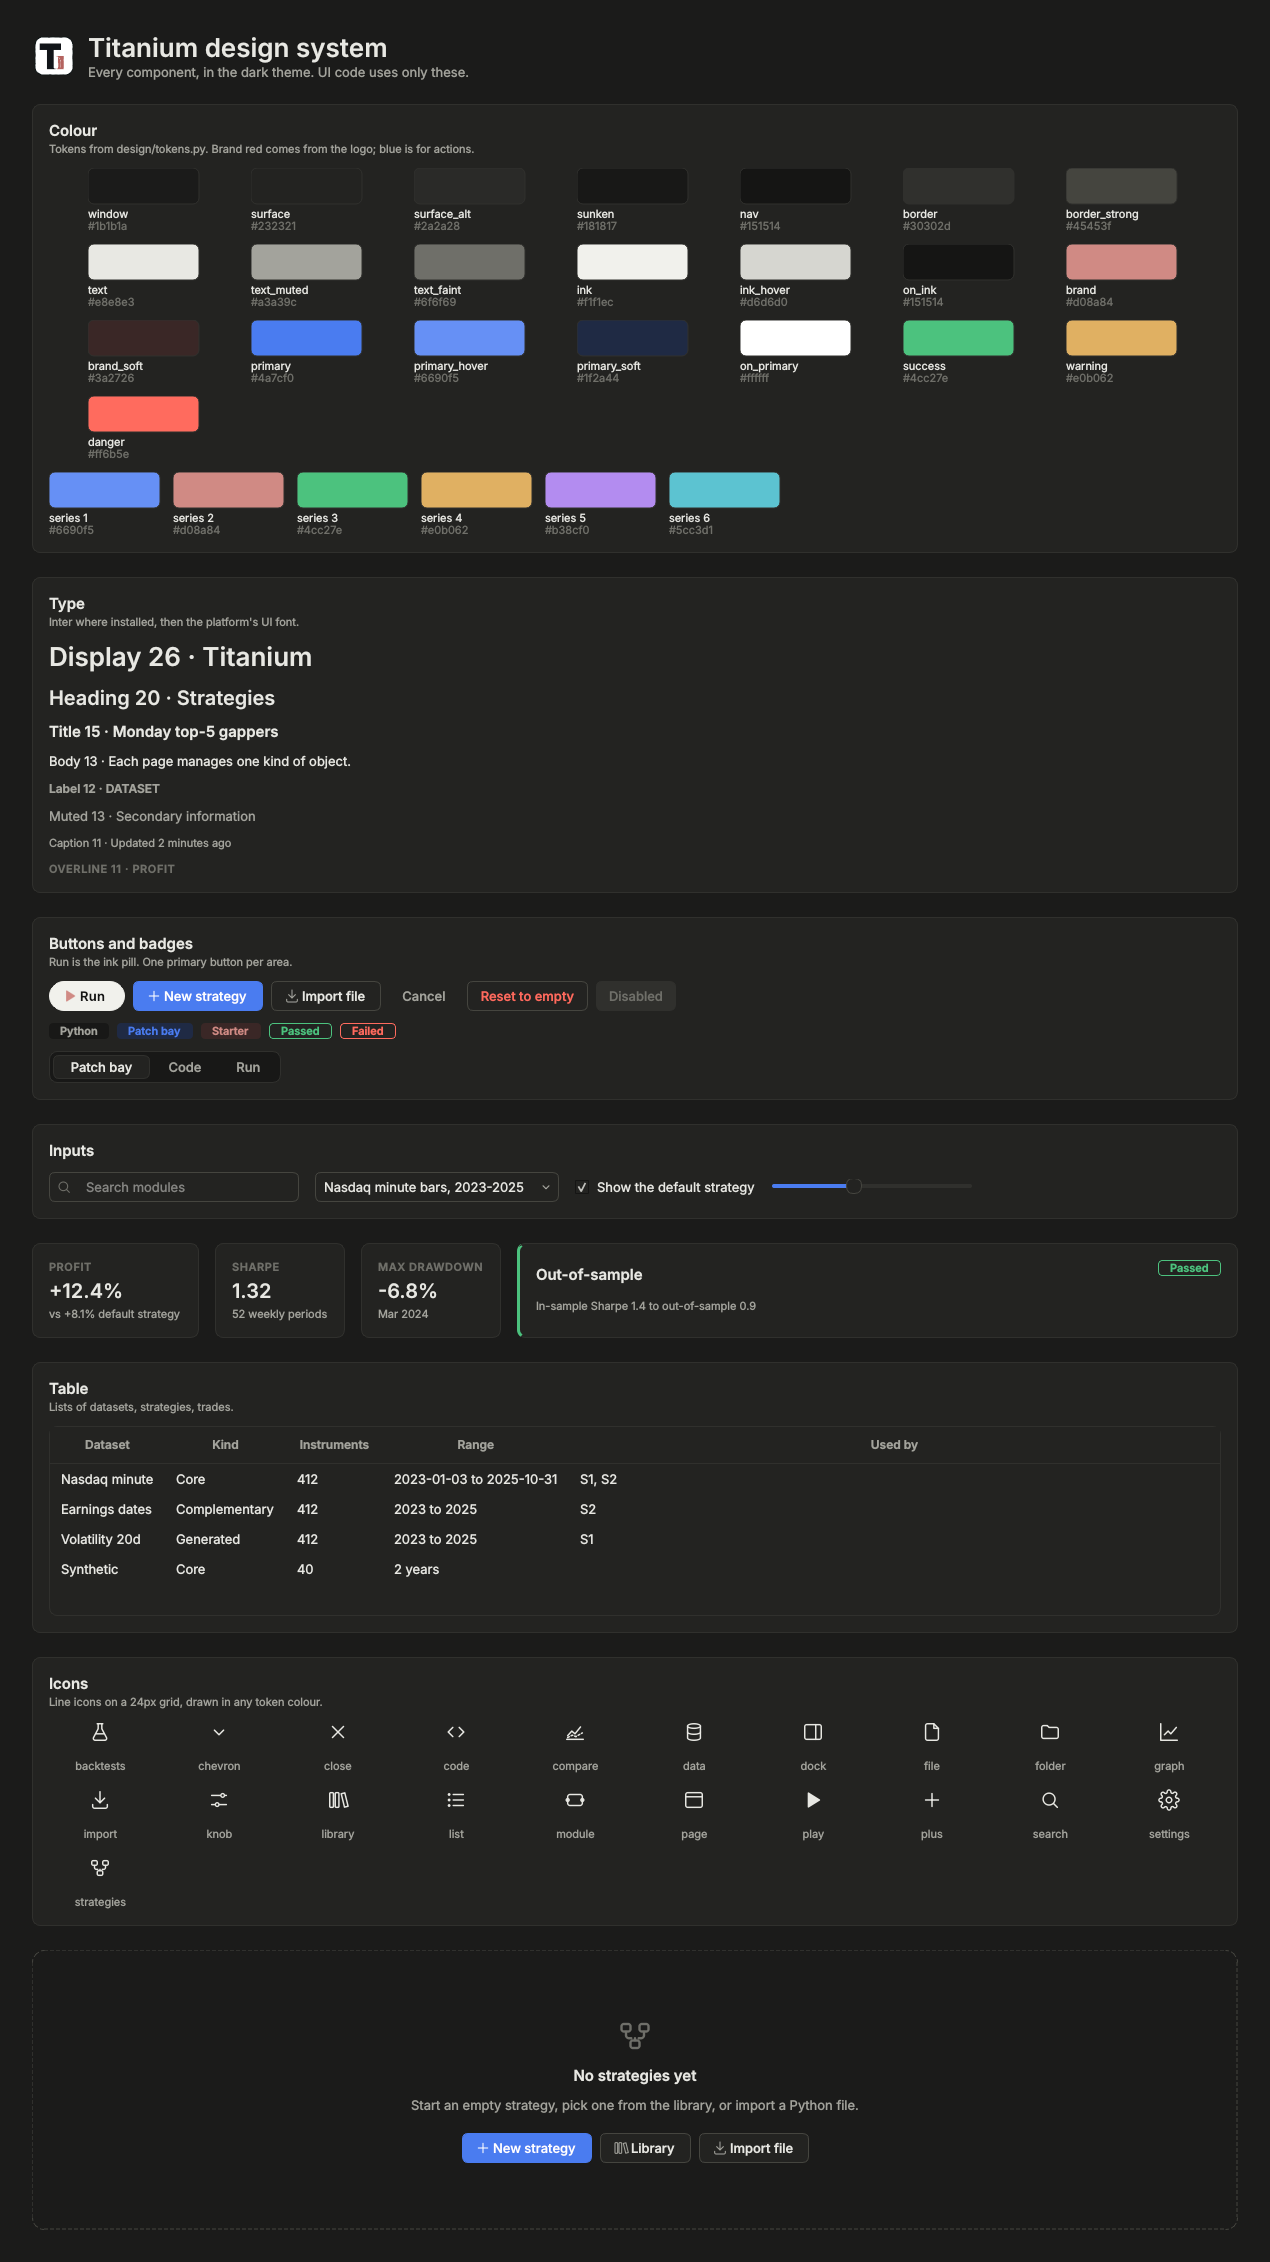 Titanium design system
Every component, in the dark theme. UI code uses only these.
Colour
Tokens from design/tokens.py. Brand red comes from the logo; blue is for actions.
window surface surface_alt sunken nav border border_strong
#1b1b1a #232321 #2a2a28 #181817 #151514 #30302d #45453f
text text_muted text_faint ink ink_hover on_ink brand
#e8e8e3 #a3a39c #6f6f69 #f1f1ec #d6d6d0 #151514 #d08a84
brand_soft primary primary_hover primary_soft on_primary success warning
#3a2726 #4a7cf0 #6690f5 #1f2a44 #ffffff #4cc27e #e0b062
danger
#ff6b5e
series 1 series 2 series 3 series 4 series 5 series 6
#6690f5 #d08a84 #4cc27e #e0b062 #b38cf0 #5cc3d1
Type
Inter where installed, then the platform's UI font.
Display 26 · Titanium
Heading 20 · Strategies
Title 15 · Monday top-5 gappers
Body 13 · Each page manages one kind of object.
Label 12 · DATASET
Muted 13 · Secondary information
Caption 11 · Updated 2 minutes ago
OVERLINE 11 · PROFIT
Buttons and badges
Run is the ink pill. One primary button per area.
Run New strategy Import file Cancel Reset to empty Disabled
Python Patch bay Starter Passed Failed
Patch bay Code Run
Inputs
Search modules Nasdaq minute bars, 2023-2025 Show the default strategy
PROFIT
+12.4%
vs +8.1% default strategy
SHARPE
1.32
52 weekly periods
MAX DRAWDOWN
-6.8%
Mar 2024
Out-of-sample Passed
In-sample Sharpe 1.4 to out-of-sample 0.9
Table
Lists of datasets, strategies, trades.
Dataset Kind Instruments Range Used by
Nasdaq minute Core 412 2023-01-03 to 2025-10-31 S1, S2
Earnings dates Complementary 412 2023 to 2025 S2
Volatility 20d Generated 412 2023 to 2025 S1
Synthetic Core 40 2 years
Icons
Line icons on a 24px grid, drawn in any token colour.
backtests chevron close code compare data dock file folder graph
import knob library list module page play plus search settings
strategies
No strategies yet
Start an empty strategy, pick one from the library, or import a Python file.
New strategy Library Import file